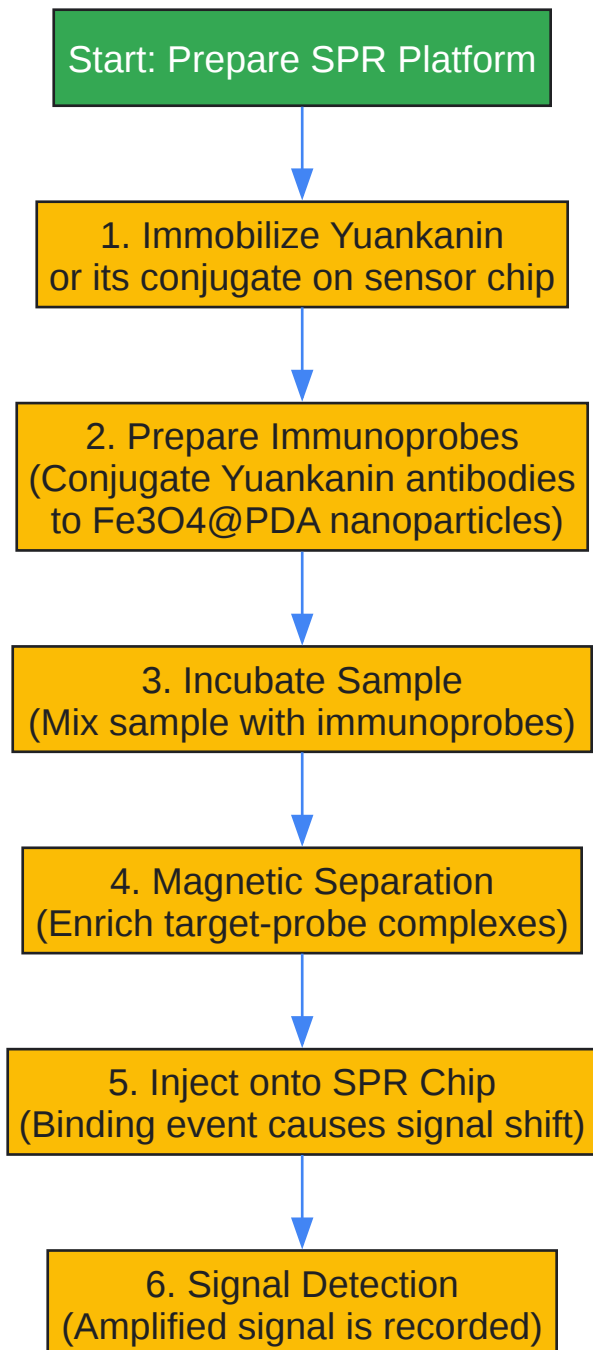 Start: Prepare SPR Platform
1. Immobilize Yuankanin
or its conjugate on sensor chip
2. Prepare Immunoprobes
(Conjugate Yuankanin antibodies
to Fe3O4@PDA nanoparticles)
3. Incubate Sample
(Mix sample with immunoprobes)
4. Magnetic Separation
(Enrich target-probe complexes)
5. Inject onto SPR Chip
(Binding event causes signal shift)
6. Signal Detection
(Amplified signal is recorded)